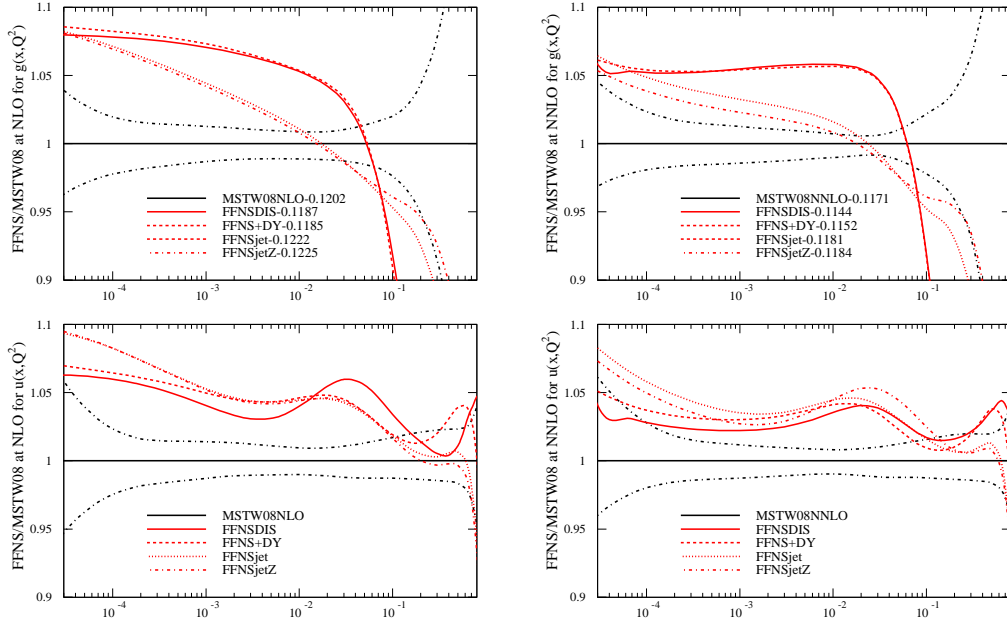 FFNS/MSTW08 at NLO for g(x,Q²)
1.1
1.05
1
0.95
0.9
MSTW08NLO-0.1202
FFNSDIS-0.1187
FFNS+DY-0.1185
FFNSjet-0.1222
FFNSjetZ-0.1225
10⁻⁴ 10⁻³ 10⁻² 10⁻¹
FFNS/MSTW08 at NNLO for g(x,Q²)
1.1
1.05
1
0.95
0.9
MSTW08NNLO-0.1171
FFNSDIS-0.1144
FFNS+DY-0.1152
FFNSjet-0.1181
FFNSjetZ-0.1184
10⁻⁴ 10⁻³ 10⁻² 10⁻¹
FFNS/MSTW08 at NLO for u(x,Q²)
1.1
1.05
1
0.95
0.9
MSTW08NLO
FFNSDIS
FFNS+DY
FFNSjet
FFNSjetZ
10⁻⁴ 10⁻³ 10⁻² 10⁻¹
FFNS/MSTW08 at NNLO for u(x,Q²)
1.1
1.05
1
0.95
0.9
MSTW08NNLO
FFNSDIS
FFNS+DY
FFNSjet
FFNSjetZ
10⁻⁴ 10⁻³ 10⁻² 10⁻¹